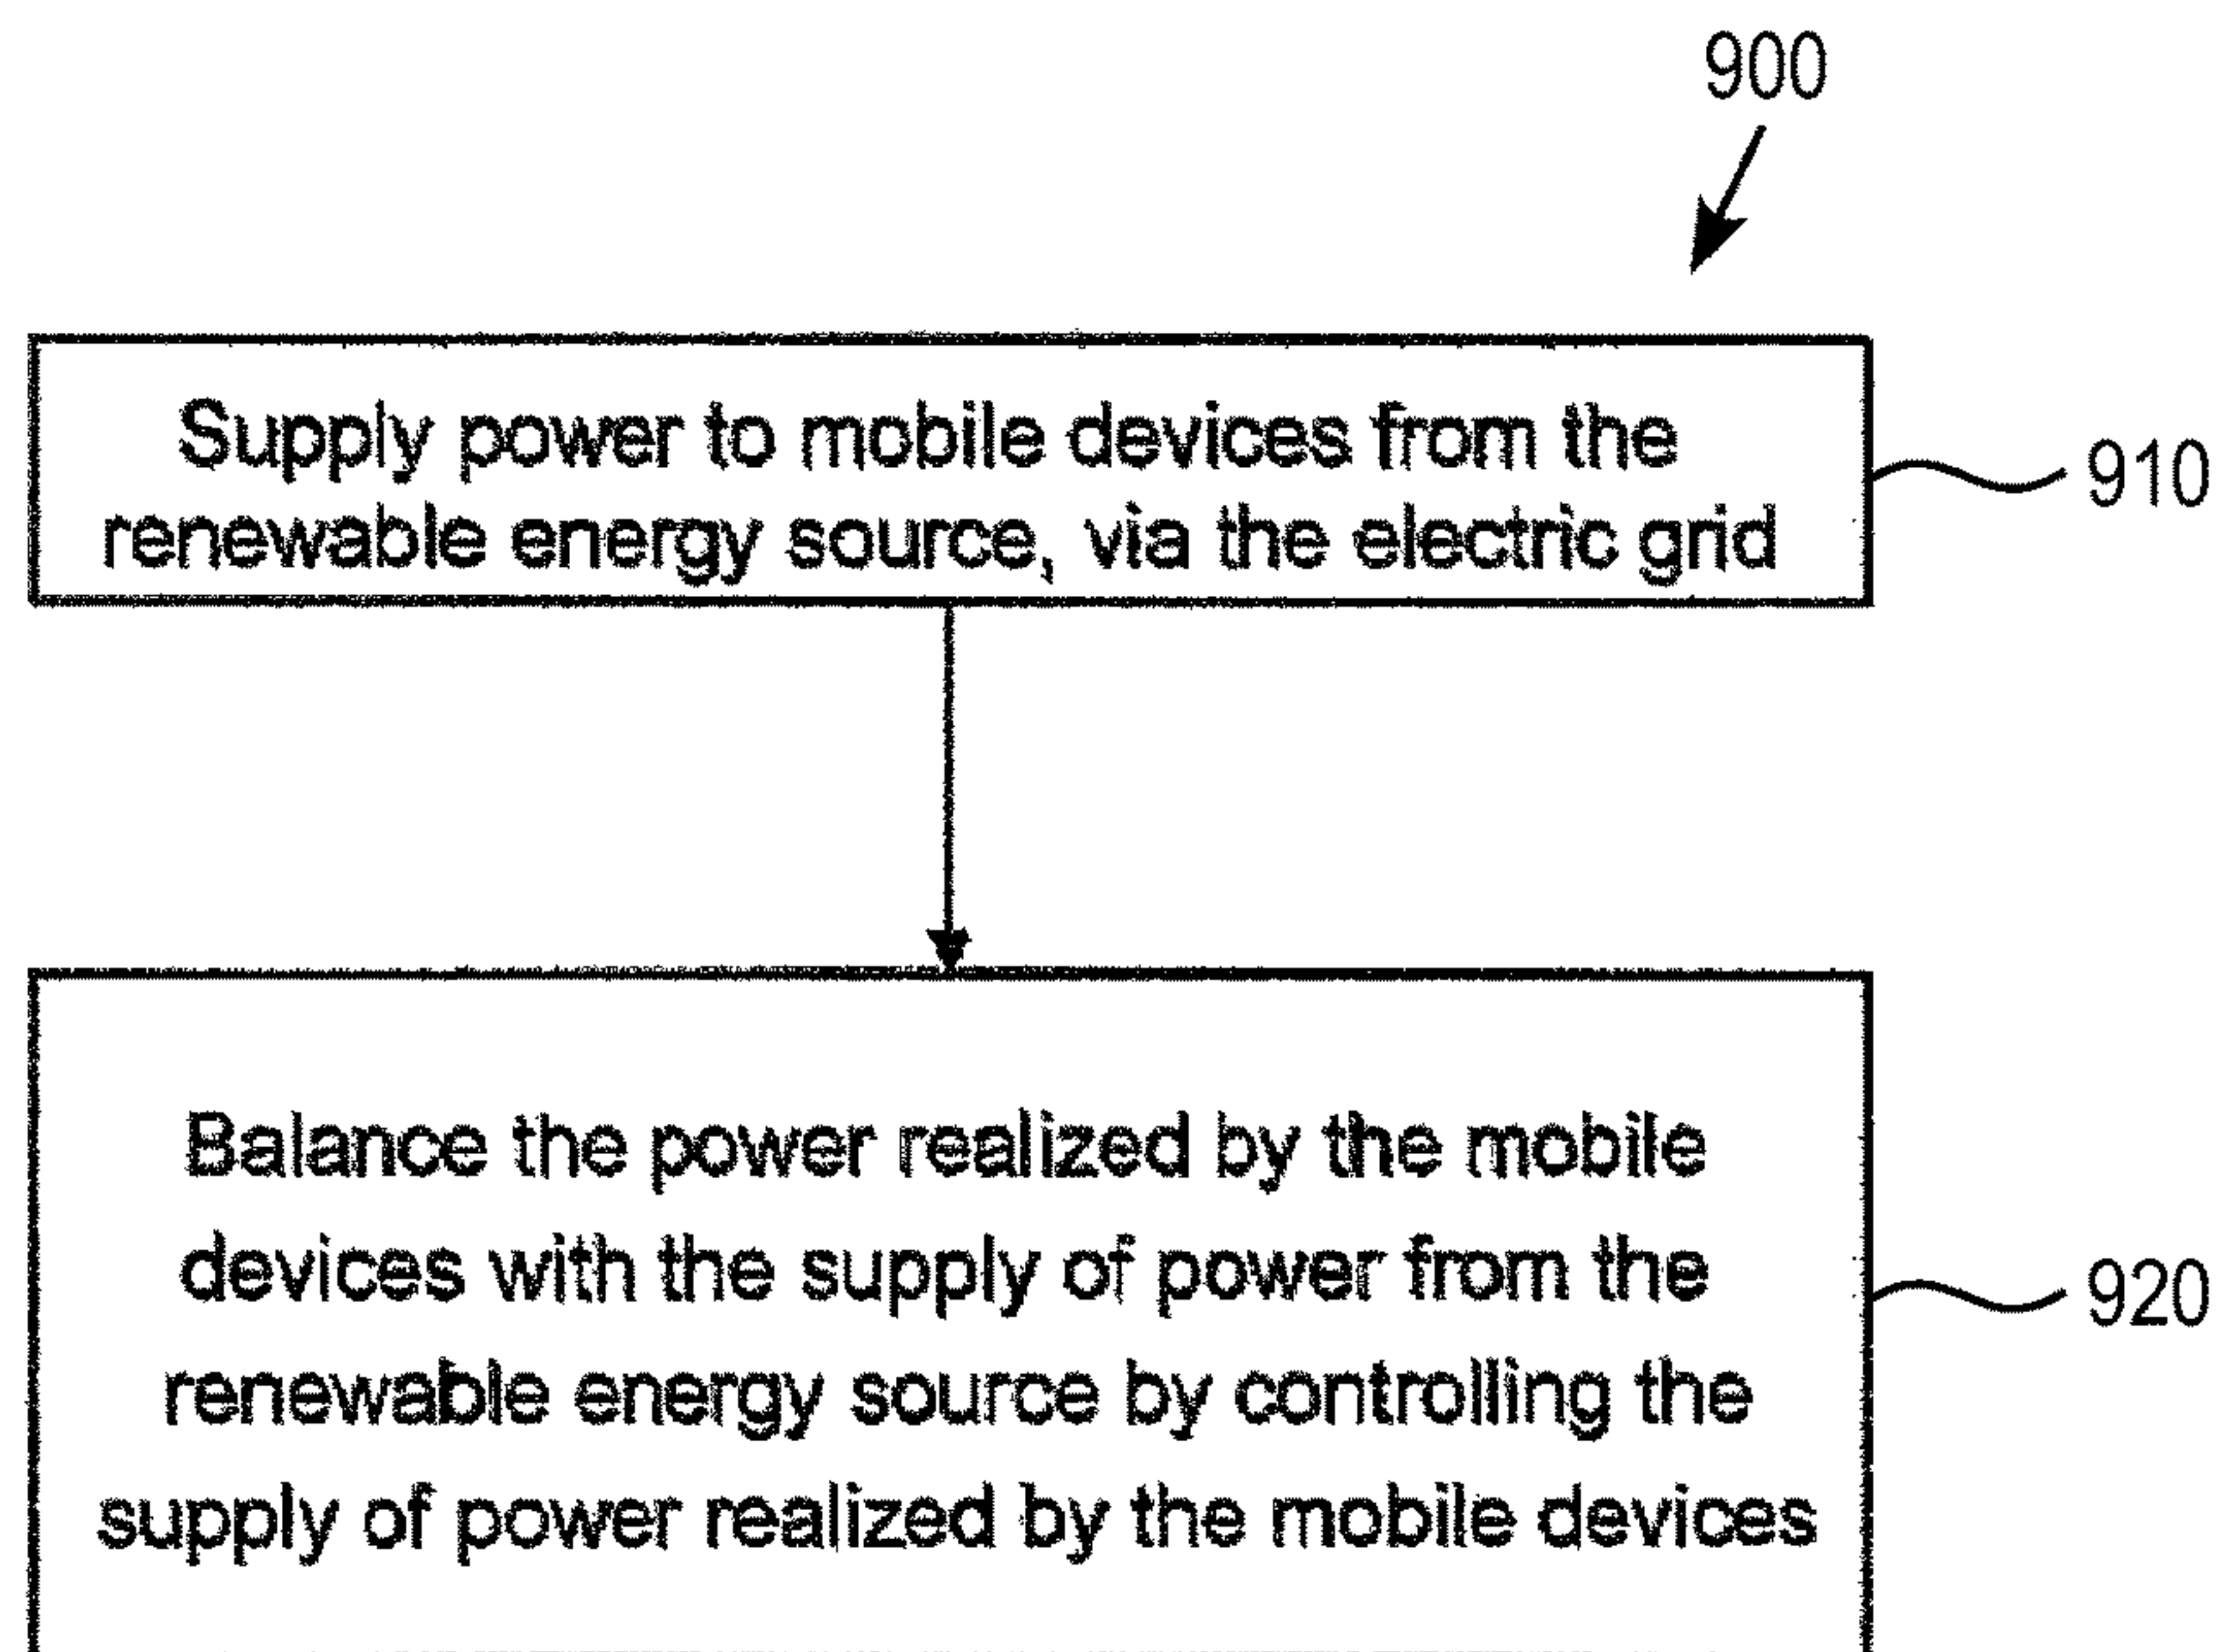 900
Supply power to mobile devices from the
renewable energy source, via the electric grid
910
Balance the power realized by the mobile
devices with the supply of power from the
renewable energy source by controlling the
supply of power realized by the mobile devices
920